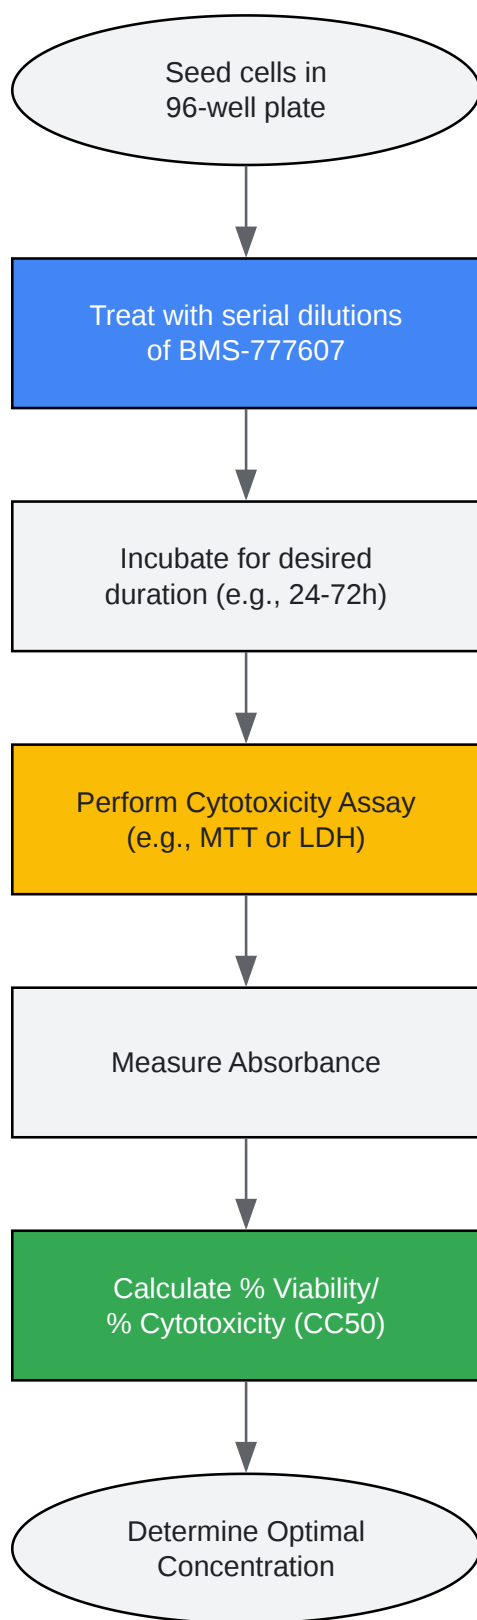 Seed cells in
96-well plate
Treat with serial dilutions
of BMS-777607
Incubate for desired
duration (e.g., 24-72h)
Perform Cytotoxicity Assay
(e.g., MTT or LDH)
Measure Absorbance
Calculate % Viability/
% Cytotoxicity (CC50)
Determine Optimal
Concentration